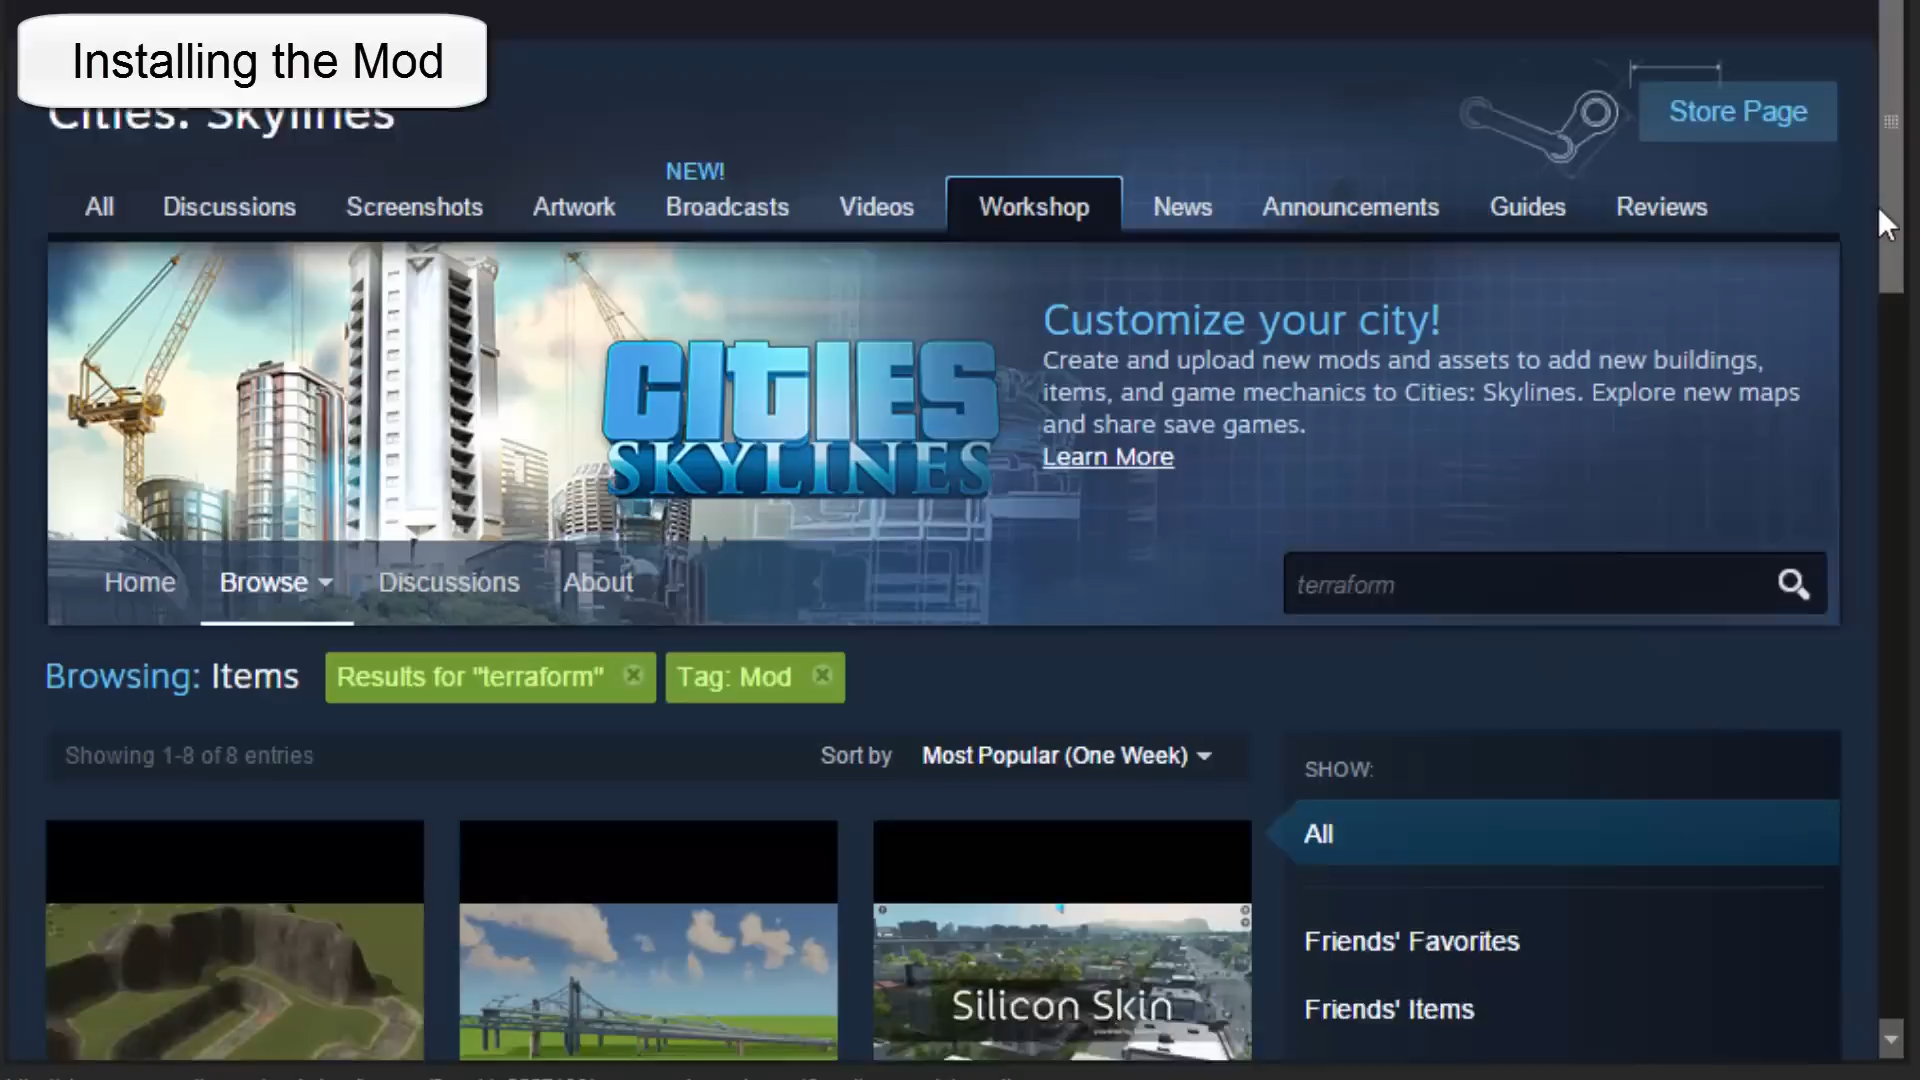 Installing the Mod
Cities: Skylines
Store Page
NEW!
All Discussions Screenshots Artwork Broadcasts Videos Workshop News Announcements Guides Reviews
CITIES
SKYLINES
Customize your city!
Create and upload new mods and assets to add new buildings,
items, and game mechanics to Cities: Skylines. Explore new maps
and share save games.
Learn More
Home Browse Discussions About
terraform
Browsing: Items Results for "terraform" Tag: Mod
Showing 1-8 of 8 entries
Sort by Most Popular (One Week)
SHOW:
All
Friends' Favorites
Friends' Items
Silicon Skin